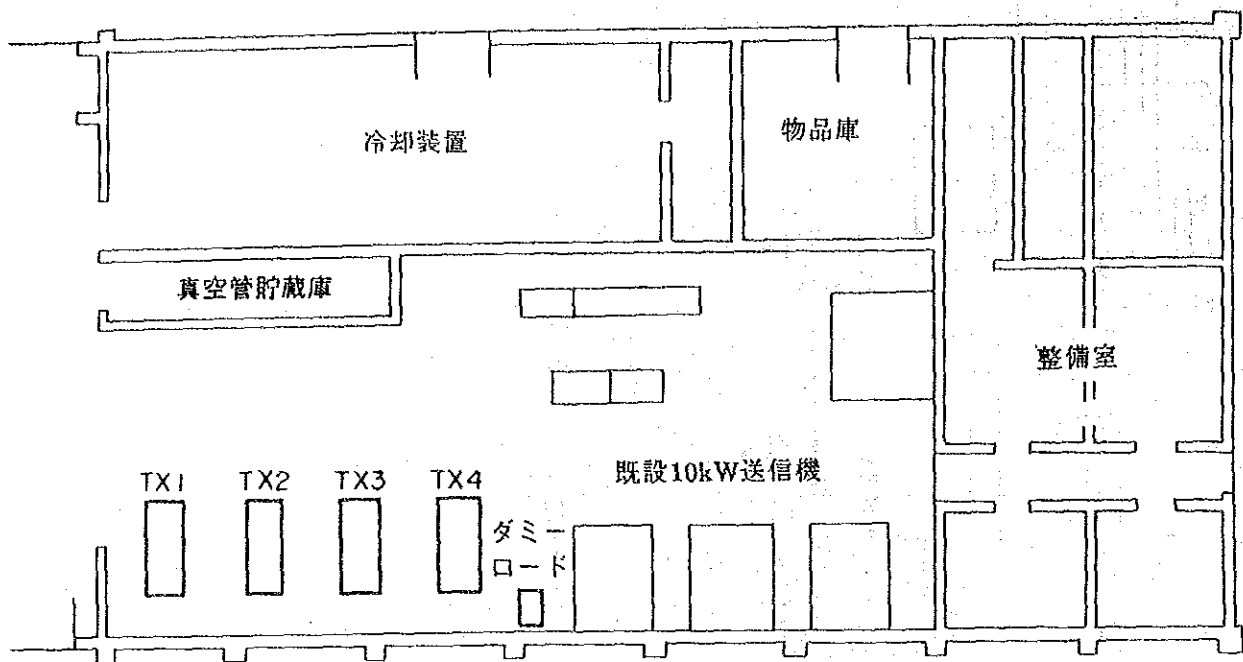 冷却装置
物品庫
真空管貯蔵庫
整備室
既設10kW送信機
TX1
TX2
TX3
TX4
ダミー
ロード